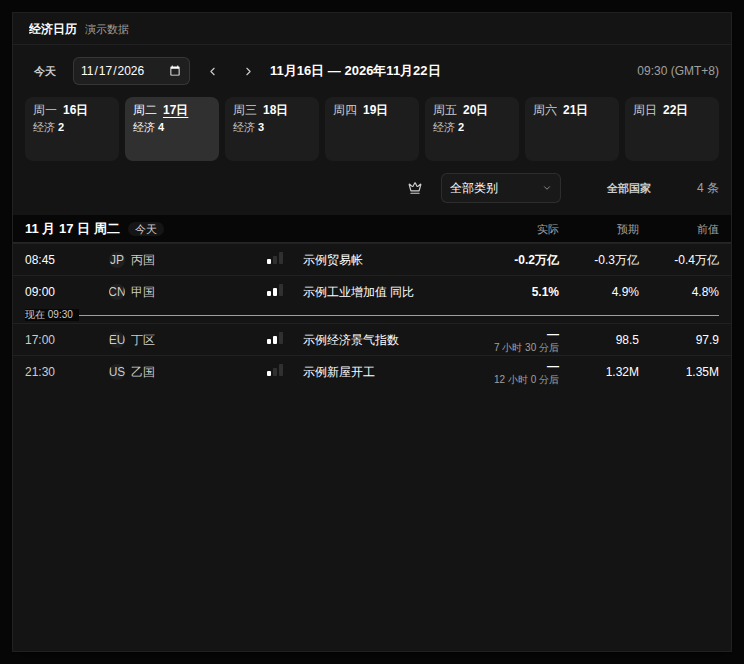 经济日历 演示数据
今天 11/17/2026 11月16日 — 2026年11月22日 09:30 (GMT+8)
周一 16日 周二 17日 周三 18日 周四 19日 周五 20日 周六 21日 周日 22日
经济 2 经济 4 经济 3 经济 2
全部类别 全部国家 4 条
11 月 17 日 周二 今天 实际 预期 前值
08:45 JP 丙国 示例贸易帐 -0.2万亿 -0.3万亿 -0.4万亿
09:00 CN 甲国 示例工业增加值 同比 5.1% 4.9% 4.8%
现在 09:30
17:00 EU 丁区 示例经济景气指数 — 98.5 97.9
7 小时 30 分后
21:30 US 乙国 示例新屋开工 — 1.32M 1.35M
12 小时 0 分后